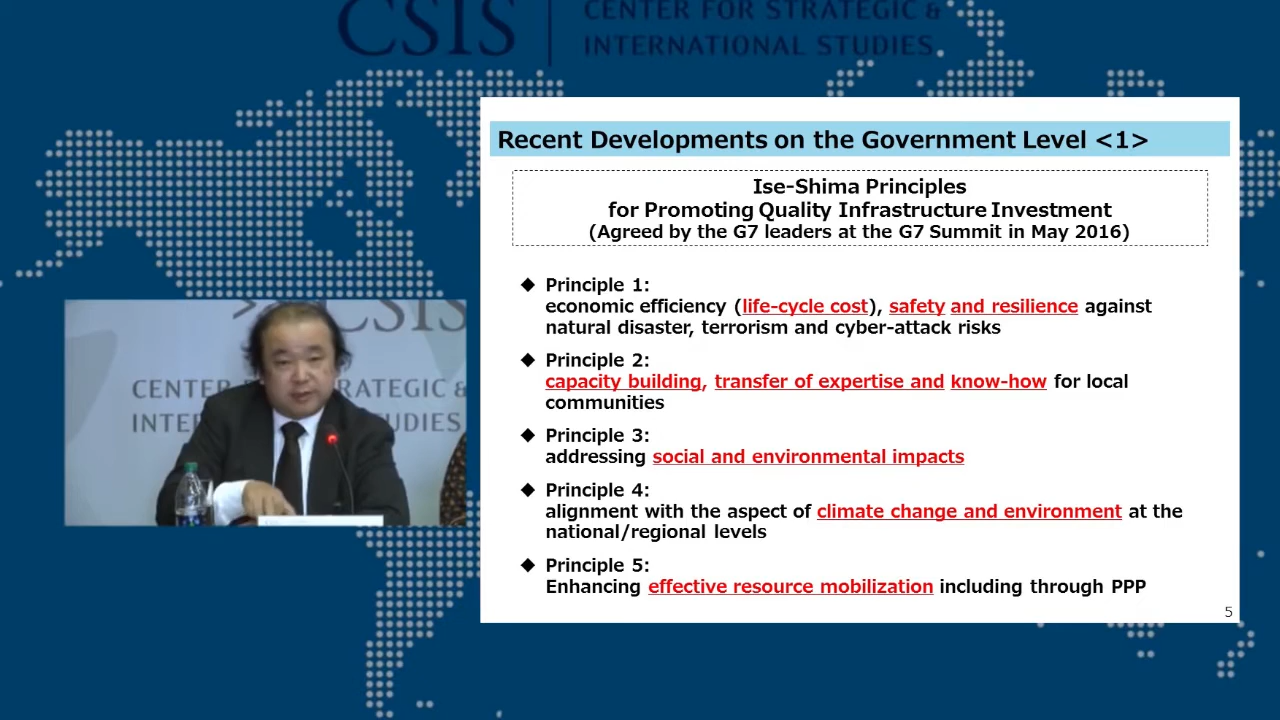 CSIS
CENTER FOR STRATEGIC &
INTERNATIONAL STUDIES
Recent Developments on the Government Level <1>
Ise-Shima Principles
for Promoting Quality Infrastructure Investment
(Agreed by the G7 leaders at the G7 Summit in May 2016)
◆ Principle 1:
economic efficiency (life-cycle cost), safety and resilience against
natural disaster, terrorism and cyber-attack risks
◆ Principle 2:
capacity building, transfer of expertise and know-how for local
communities
◆ Principle 3:
addressing social and environmental impacts
◆ Principle 4:
alignment with the aspect of climate change and environment at the
national/regional levels
◆ Principle 5:
Enhancing effective resource mobilization including through PPP
5
CSIS
CENTER RATEGIC &
INTE UDIES